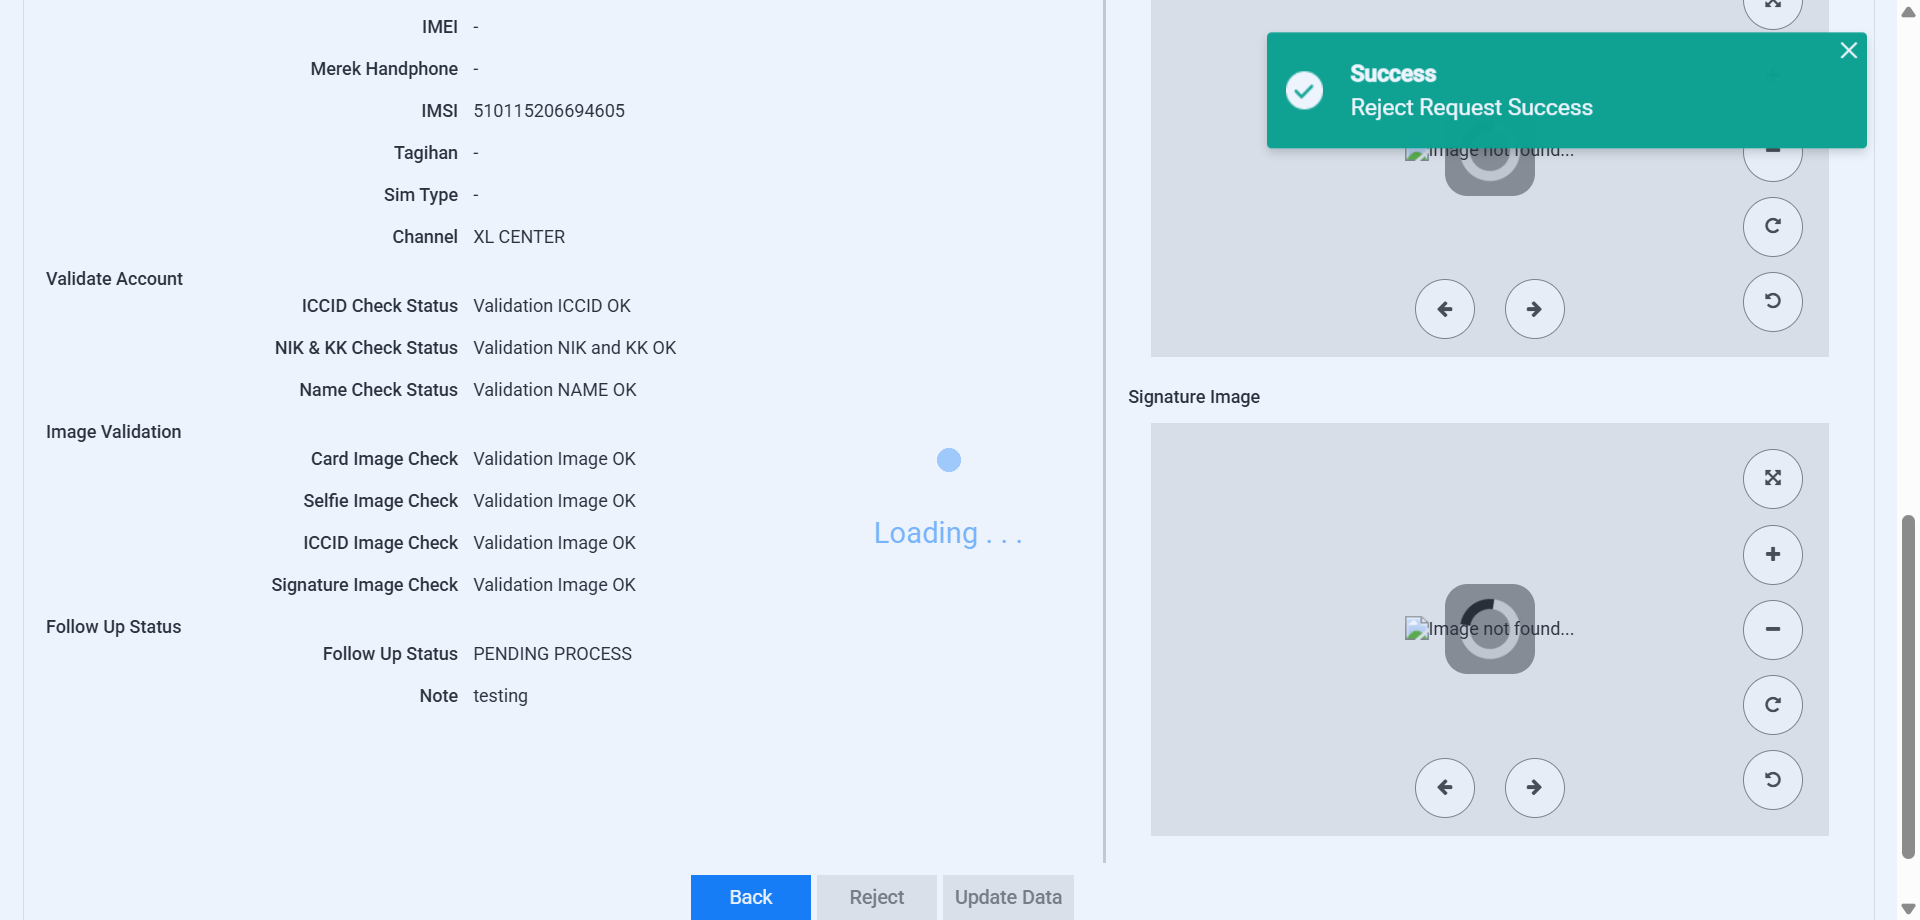 IMEI -
Merek Handphone -
IMSI 510115206694605
Tagihan -
Sim Type -
Channel XL CENTER
Validate Account
ICCID Check Status Validation ICCID OK
NIK & KK Check Status Validation NIK and KK OK
Name Check Status Validation NAME OK
Image Validation
Card Image Check Validation Image OK
Selfie Image Check Validation Image OK
ICCID Image Check Validation Image OK
Signature Image Check Validation Image OK
Follow Up Status
Follow Up Status PENDING PROCESS
Note testing
Loading . . .
Success
Reject Request Success
Image not found...
Signature Image
Image not found...
Back Reject Update Data